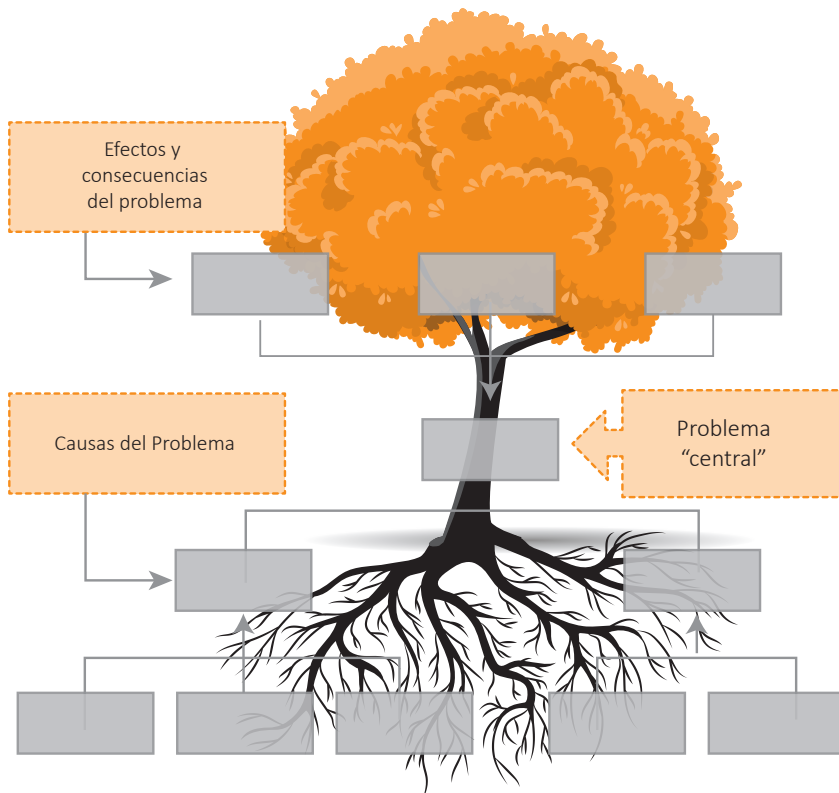 Efectos y
consecuencias
del problema
Causas del Problema
Problema
“central”